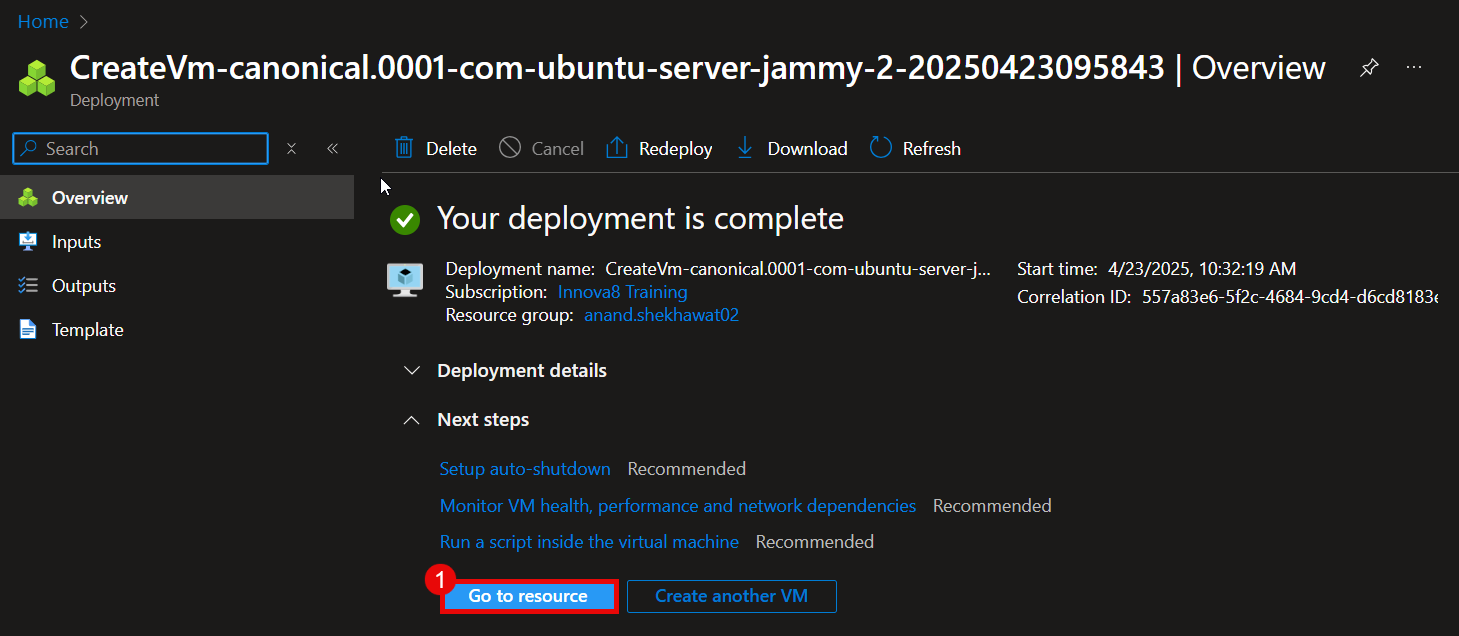 Home
CreateVm-canonical.0001-com-ubuntu-server-jammy-2-20250423095843 | Overview
Deployment
Search
Delete Cancel Redeploy Download Refresh
Overview
Inputs
Outputs
Template
Your deployment is complete
Deployment name: CreateVm-canonical.0001-com-ubuntu-server-j...
Subscription: Innova8 Training
Resource group: anand.shekhawat02
Start time: 4/23/2025, 10:32:19 AM
Correlation ID: 557a83e6-5f2c-4684-9cd4-d6cd8183e
Deployment details
Next steps
Setup auto-shutdown Recommended
Monitor VM health, performance and network dependencies Recommended
Run a script inside the virtual machine Recommended
1
Go to resource Create another VM